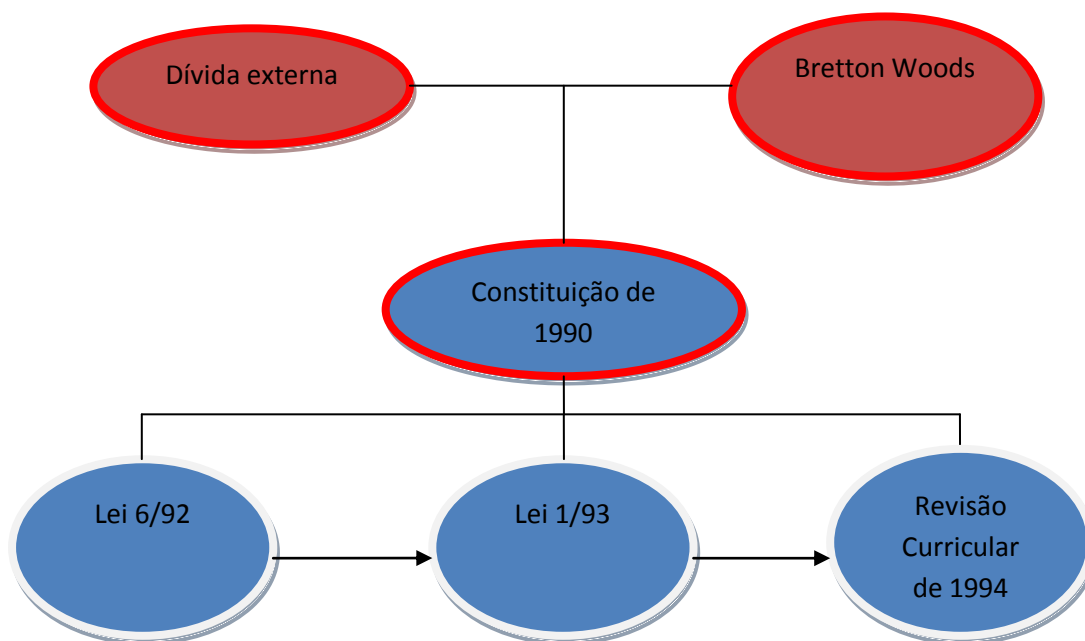 Dívida externa
Bretton Woods
Constituição de
1990
Lei 6/92
Lei 1/93
Revisão
Curricular
de 1994